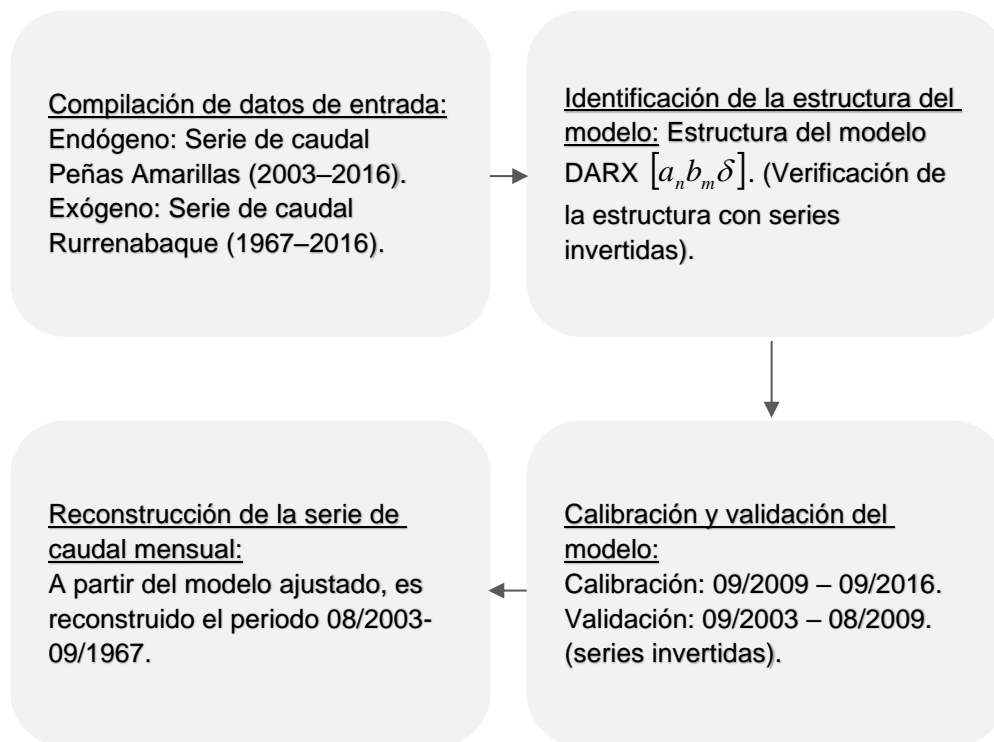 Compilación de datos de entrada:
Endógeno: Serie de caudal
Peñas Amarillas (2003–2016).
Exógeno: Serie de caudal
Rurrenabaque (1967–2016).
Identificación de la estructura del
modelo: Estructura del modelo
DARX [aₙbₘδ]. (Verificación de
la estructura con series
invertidas).
Calibración y validación del
modelo:
Calibración: 09/2009 – 09/2016.
Validación: 09/2003 – 08/2009.
(series invertidas).
Reconstrucción de la serie de
caudal mensual:
A partir del modelo ajustado, es
reconstruido el periodo 08/2003-
09/1967.